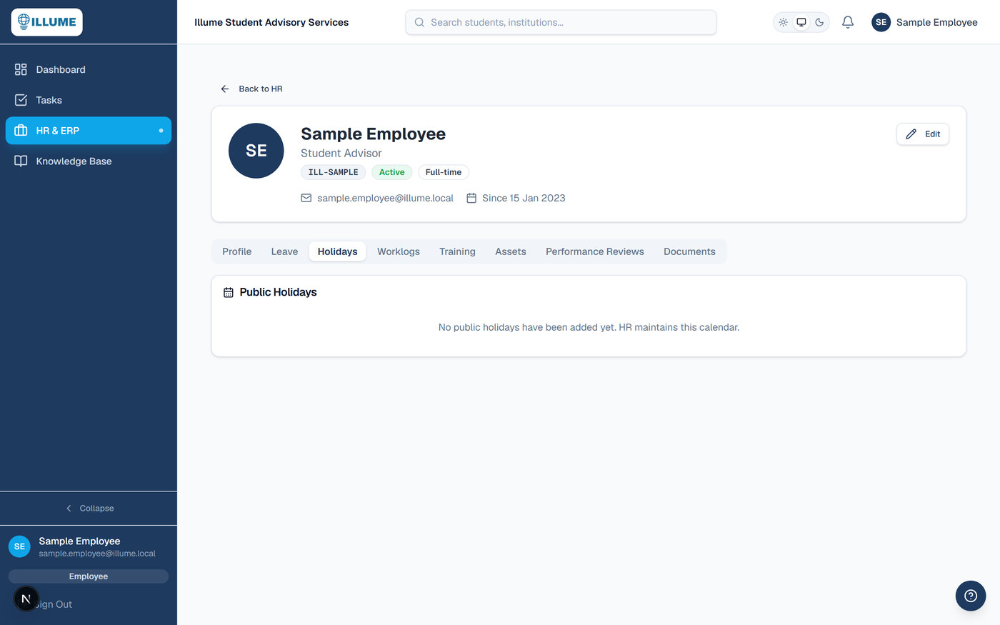 ILLUME
Illume Student Advisory Services
Search students, institutions...
SE
Sample Employee
Dashboard
Tasks
HR & ERP
Knowledge Base
Back to HR
SE
Sample Employee
Student Advisor
ILL-SAMPLE
Active
Full-time
sample.employee@illume.local
Since 15 Jan 2023
Edit
Profile
Leave
Holidays
Worklogs
Training
Assets
Performance Reviews
Documents
Public Holidays
No public holidays have been added yet. HR maintains this calendar.
Collapse
SE
Sample Employee
sample.employee@illume.local
Employee
N
ign Out